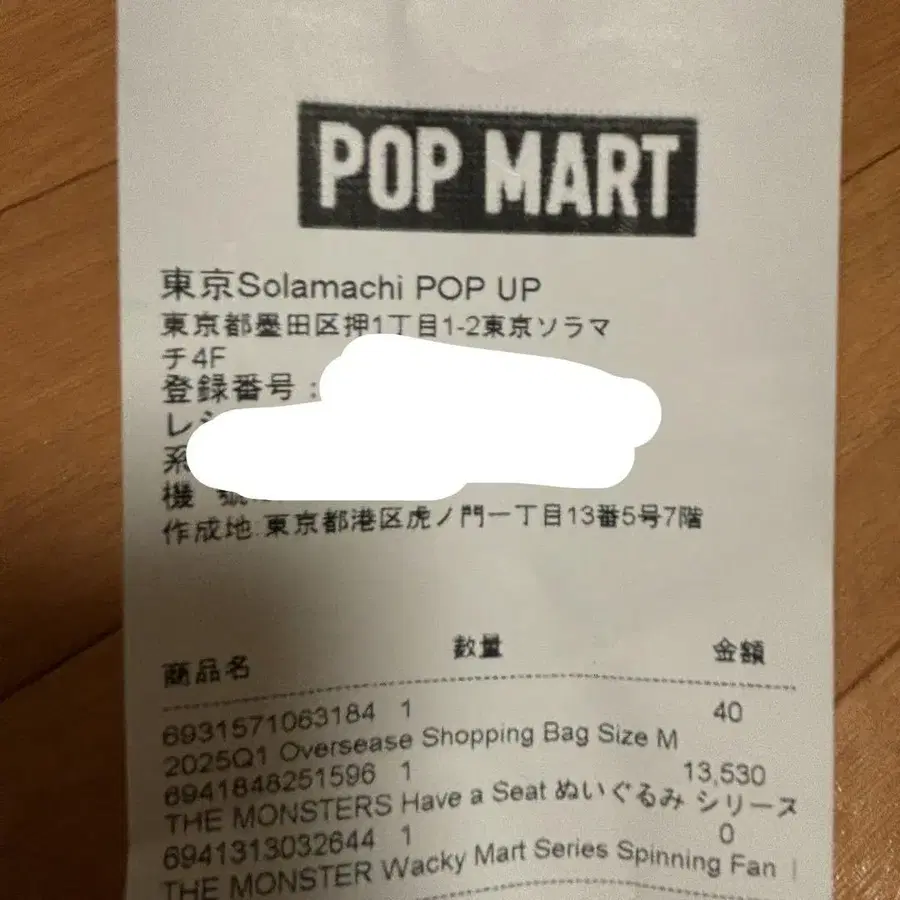 POP MART
東京Solamachi POP UP
東京都墨田区押1丁目1-2東京ソラマ
チ4F
登録番号:
レシ
系
機 號
作成地:東京都港区虎ノ門一丁目13番5号7階
商品名 数量 金額
6931571063184 1 40
2025Q1 Oversease Shopping Bag Size M
6941848251596 1 13,530
THE MONSTERS Have a Seat ぬいぐるみ シリーズ
6941313032644 1 0
THE MONSTER Wacky Mart Series Spinning Fan